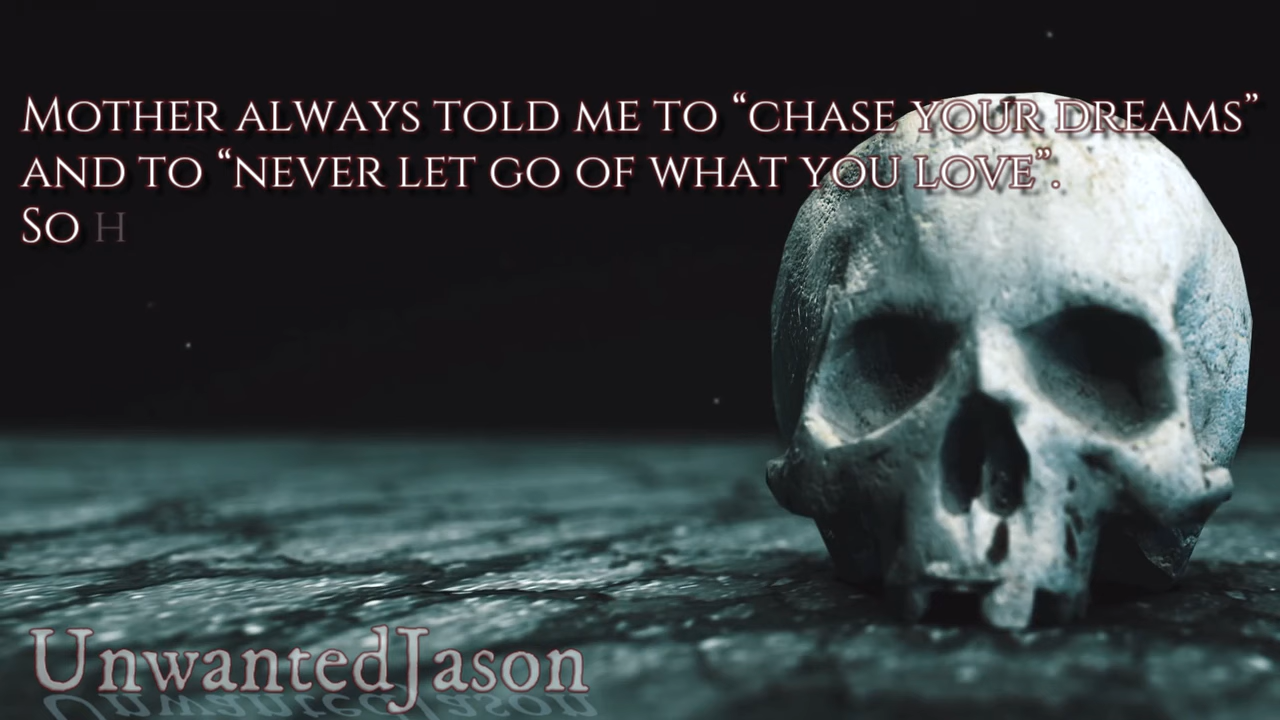 Mother always told me to “chase your dreams”
and to “never let go of what you love”.
So h
UnwantedJason